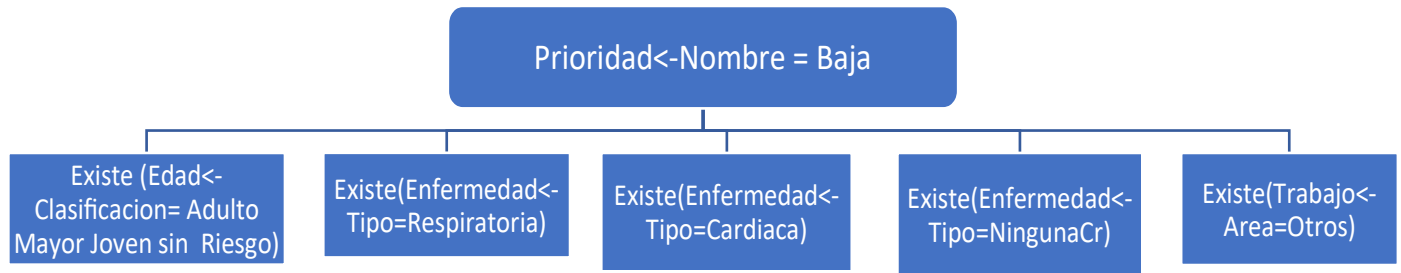 Prioridad<-Nombre = Baja
Existe (Edad<-
Clasificacion= Adulto
Mayor Joven sin  Riesgo)
Existe(Enfermedad<-
Tipo=Respiratoria)
Existe(Enfermedad<-
Tipo=Cardiaca)
Existe(Enfermedad<-
Tipo=NingunaCr)
Existe(Trabajo<-
Area=Otros)